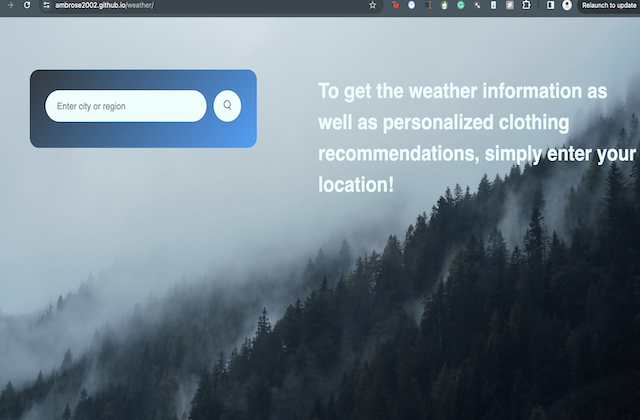 ambrose2002.github.io/weather/
Relaunch to update
Enter city or region
To get the weather information as
well as personalized clothing
recommendations, simply enter your
location!